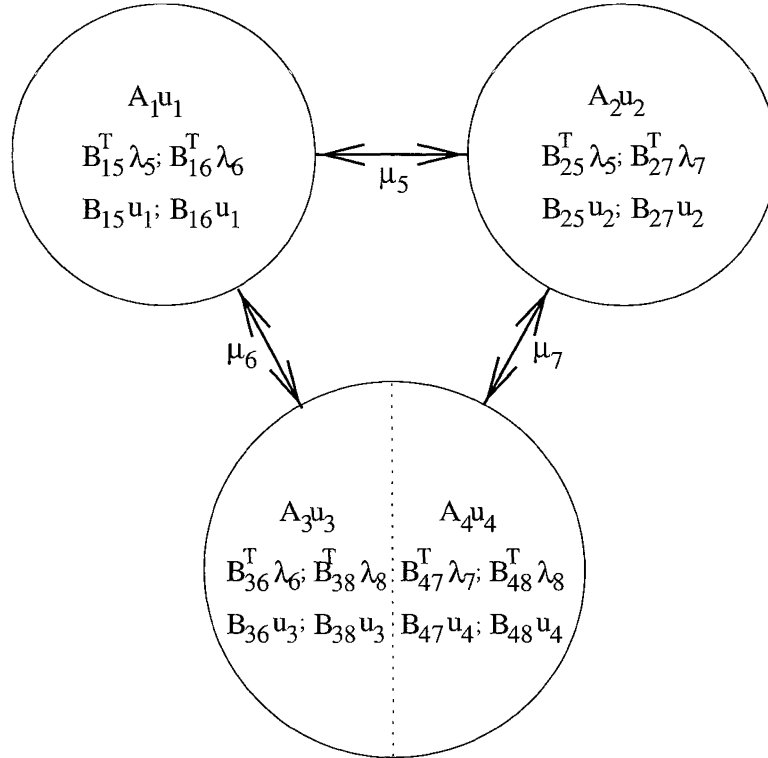 A₁u₁
B₁₅ᵀλ₅; B₁₆ᵀλ₆
B₁₅u₁; B₁₆u₁
A₂u₂
B₂₅ᵀλ₅; B₂₇ᵀλ₇
B₂₅u₂; B₂₇u₂
μ₅
μ₆
μ₇
A₃u₃
B₃₆ᵀλ₆; B₃₈ᵀλ₈
B₃₆u₃; B₃₈u₃
A₄u₄
B₄₇ᵀλ₇; B₄₈ᵀλ₈
B₄₇u₄; B₄₈u₄